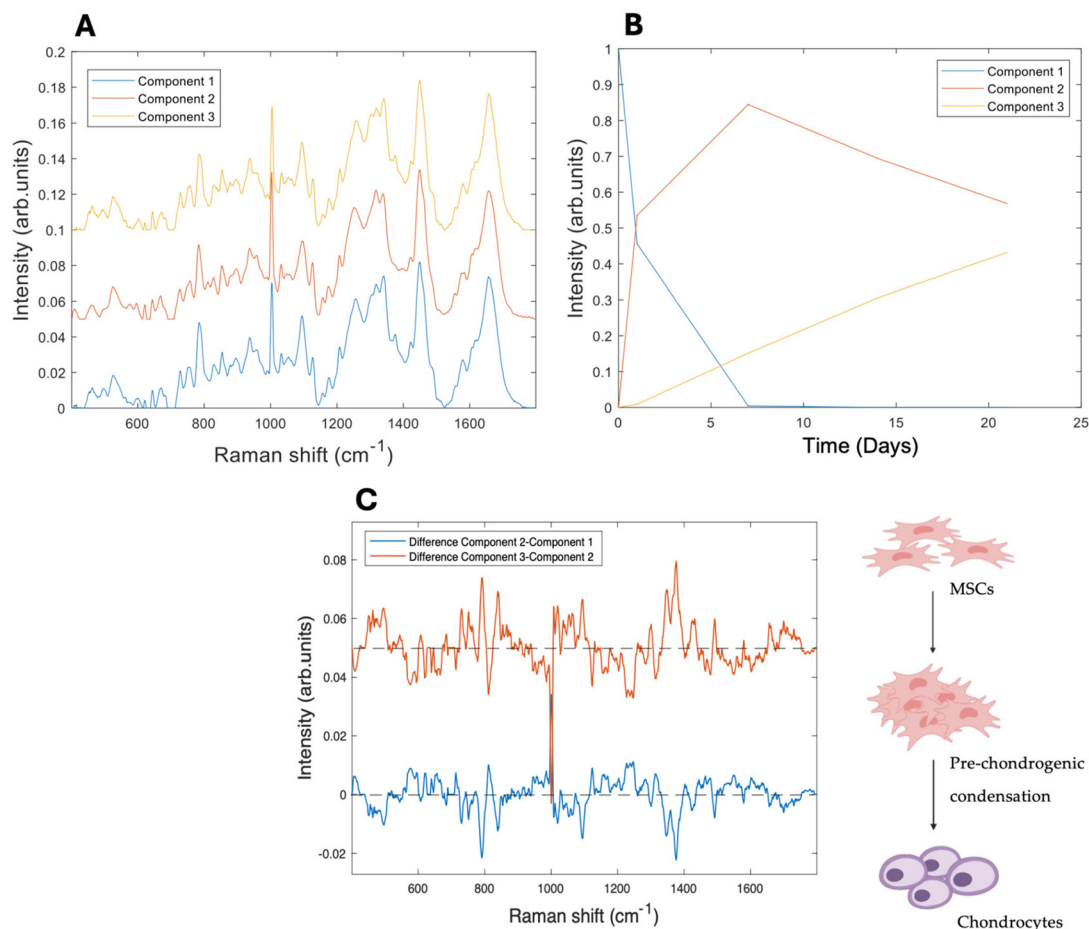 A
Intensity (arb.units)
0.2
0.18
0.16
0.14
0.12
0.1
0.08
0.06
0.04
0.02
0
Component 1
Component 2
Component 3
600
800
1000
1200
1400
1600
Raman shift (cm-1)
B
Intensity (arb.units)
1
0.9
0.8
0.7
0.6
0.5
0.4
0.3
0.2
0.1
0
Component 1
Component 2
Component 3
0
5
10
15
20
25
Time (Days)
C
Intensity (arb.units)
0.08
0.06
0.04
0.02
0
-0.02
Difference Component 2-Component 1
Difference Component 3-Component 2
600
800
1000
1200
1400
1600
Raman shift (cm-1)
MSCs
Pre-chondrogenic
condensation
Chondrocytes